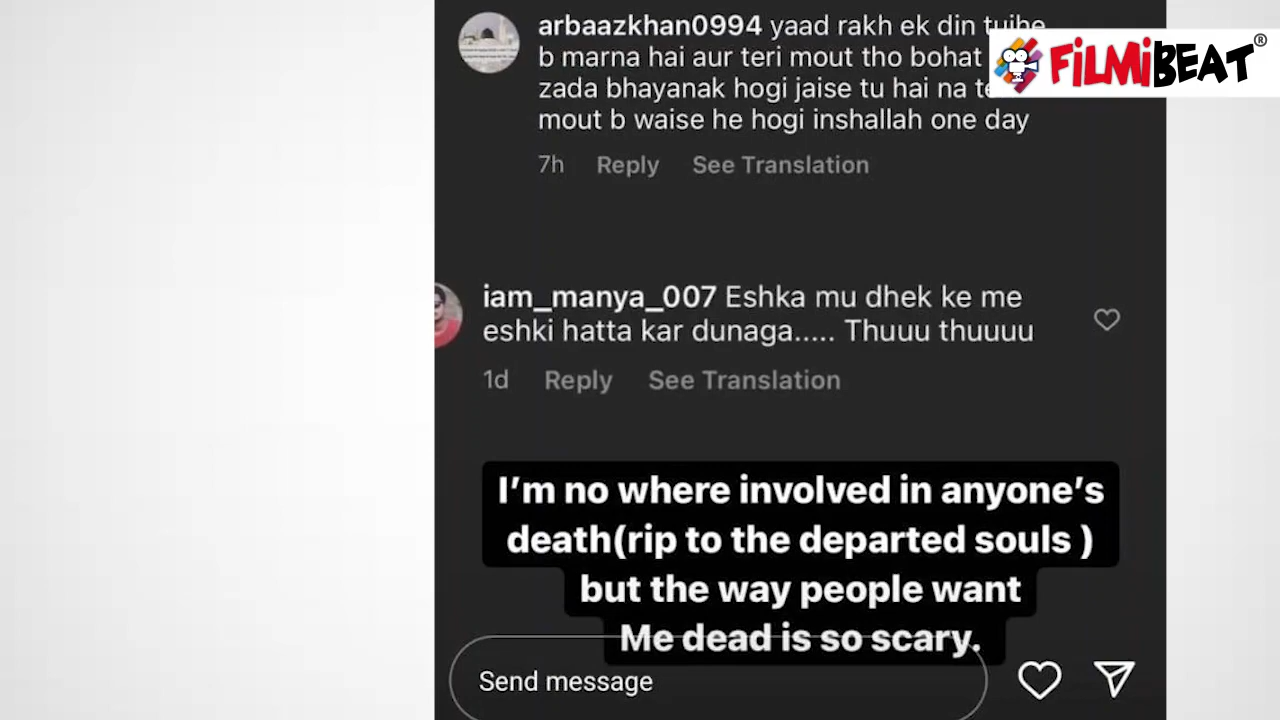 arbaazkhan0994 yaad rakh ek din tujhe
b marna hai aur teri mout tho bohat
zada bhayanak hogi jaise tu hai na
mout b waise he hogi inshallah one day
7h Reply See Translation
FILMIBEAT®
iam_manya_007 Eshka mu dhek ke me
eshki hatta kar dunaga..... Thuuu thuuuu
1d Reply See Translation
I'm no where involved in anyone's
death(rip to the departed souls )
but the way people want
Me dead is so scary.
Send message